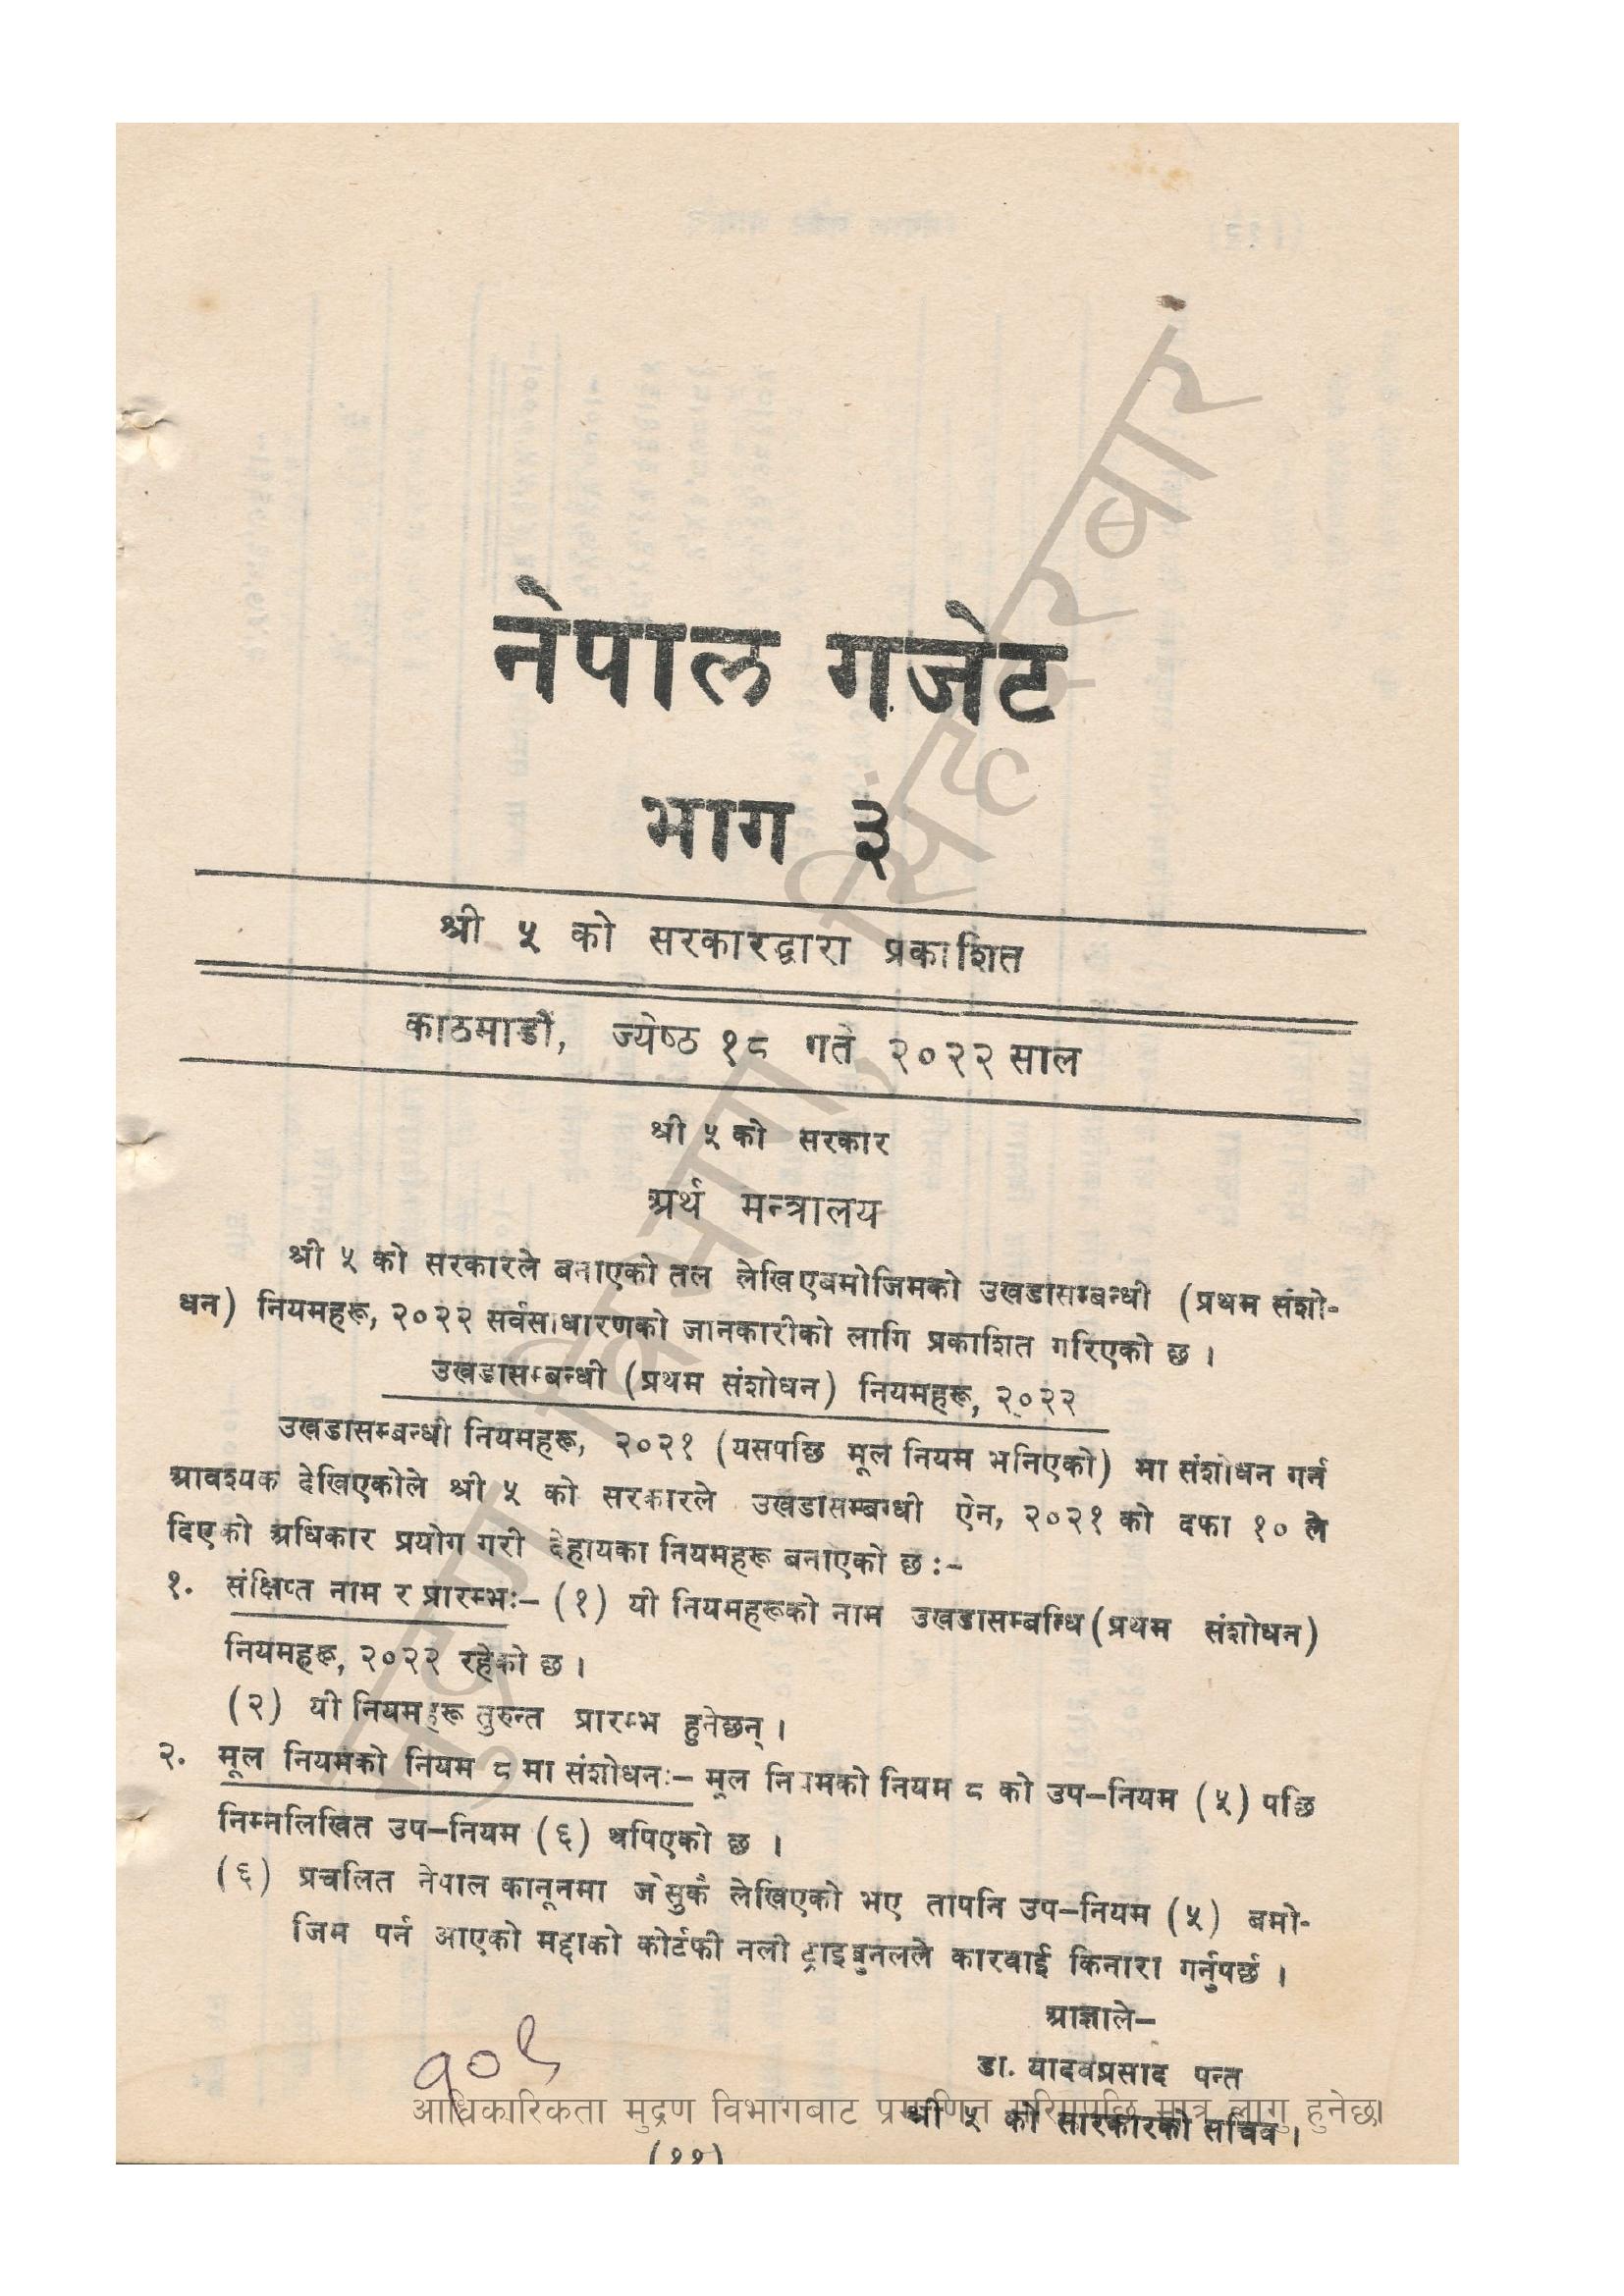 नेपाल गजेट
भाग ३
श्री ५ को सरकारद्वारा प्रकाशित
काठमाडौं, ज्येष्ठ १८ गते २०२२ साल
श्री ५ को सरकार
अर्थ मन्त्रालय
श्री ५ को सरकारले बनाएको तल लेखिएबमोजिमको उखडासम्बन्धी (प्रथम संशो-
धन) नियमहरू, २०२२ सर्वसाधारणको जानकारीको लागि प्रकाशित गरिएको छ ।
उखडासम्बन्धी (प्रथम संशोधन) नियमहरू, २०२२
उखडासम्बन्धी नियमहरू, २०२१ (यसपछि मूल नियम भनिएको) मा संशोधन गर्न
आवश्यक देखिएकोले श्री ५ को सरकारले उखडासम्बन्धी ऐन, २०२१ को दफा १० ले
दिएको अधिकार प्रयोग गरी देहायका नियमहरू बनाएको छ :-
१. संक्षिप्त नाम र प्रारम्भः- (१) यी नियमहरूको नाम उखडासम्बन्धि (प्रथम संशोधन)
नियमहरू, २०२२ रहेको छ ।
(२) यी नियमहरू तुरुन्त प्रारम्भ हुनेछन् ।
२. मूल नियमको नियम ८ मा संशोधनः- मूल नियमको नियम ८ को उप-नियम (५) पछि
निम्नलिखित उप-नियम (६) थपिएको छ ।
(६) प्रचलित नेपाल कानूनमा जेसुकै लेखिएको भए तापनि उप-नियम (५) बमो-
जिम पर्न आएको मद्दाको कोर्टफी नली ट्राइबुनलले कारवाई किनारा गर्नुपर्छ ।
आज्ञाले-
डा. यादवप्रसाद पन्त
श्री ५ को सारकारको सचिव ।
१०९
आधिकारिकता मुद्रण विभागबाट प्रमाणित गरिएपछि मात्र लागु हुनेछ।
(११)
मुद्रण विभाग, सिंहदरबार